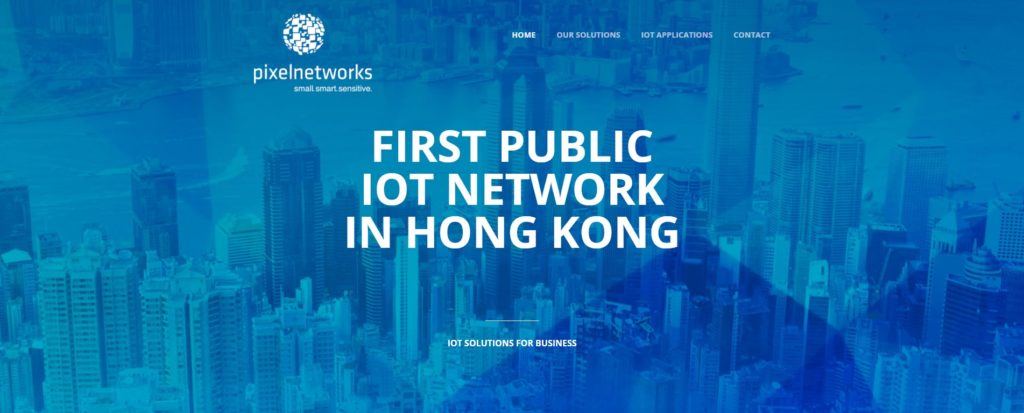 pixelnetworks
small.smart.sensitive.
HOME OUR SOLUTIONS IOT APPLICATIONS CONTACT
FIRST PUBLIC
IOT NETWORK
IN HONG KONG
IOT SOLUTIONS FOR BUSINESS